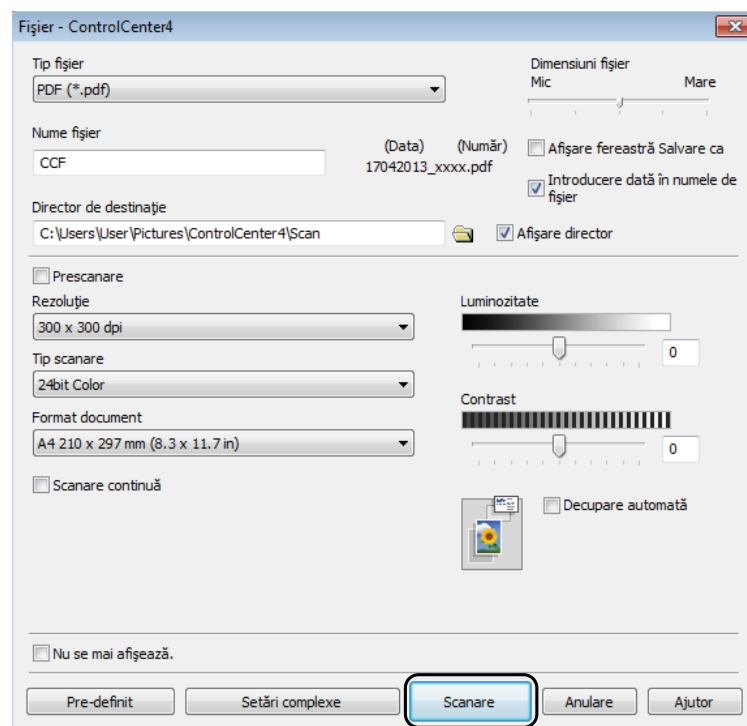 Fişier - ControlCenter4
Tip fişier
PDF (*.pdf)
Dimensiuni fişier
Mic Mare
Nume fişier
CCF
(Data) (Număr)
17042013_xxxx.pdf
Afişare fereastră Salvare ca
Introducere dată în numele de
fişier
Director de destinaţie
C:\Users\User\Pictures\ControlCenter4\Scan
Afişare director
Prescanare
Rezoluţie
300 x 300 dpi
Tip scanare
24bit Color
Format document
A4 210 x 297 mm (8.3 x 11.7 in)
Scanare continuă
Luminozitate
0
Contrast
0
Decupare automată
Nu se mai afişează.
Pre-definit Setări complexe Scanare Anulare Ajutor